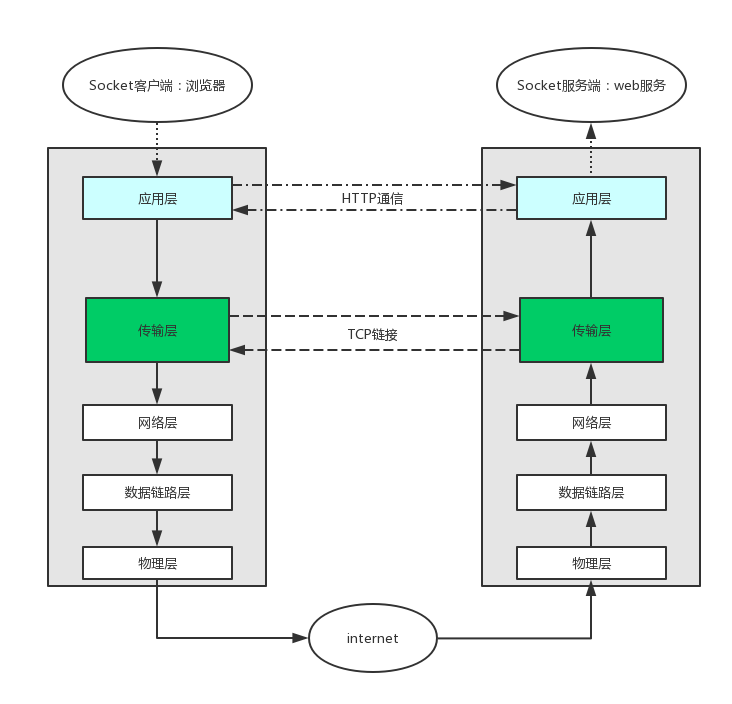 Socket客户端：浏览器
Socket服务端：web服务
应用层
HTTP通信
应用层
传输层
TCP链接
传输层
网络层
网络层
数据链路层
数据链路层
物理层
物理层
internet